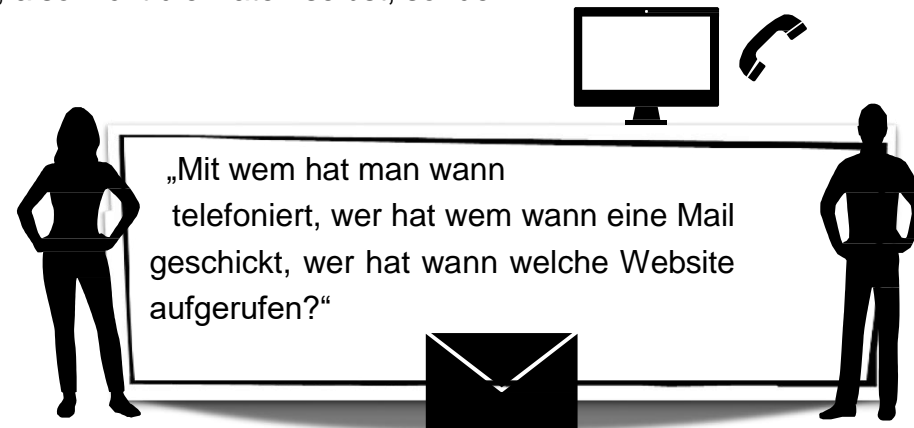 „Mit wem hat man wann
telefoniert, wer hat wem wann eine Mail
geschickt, wer hat wann welche Website
aufgerufen?“